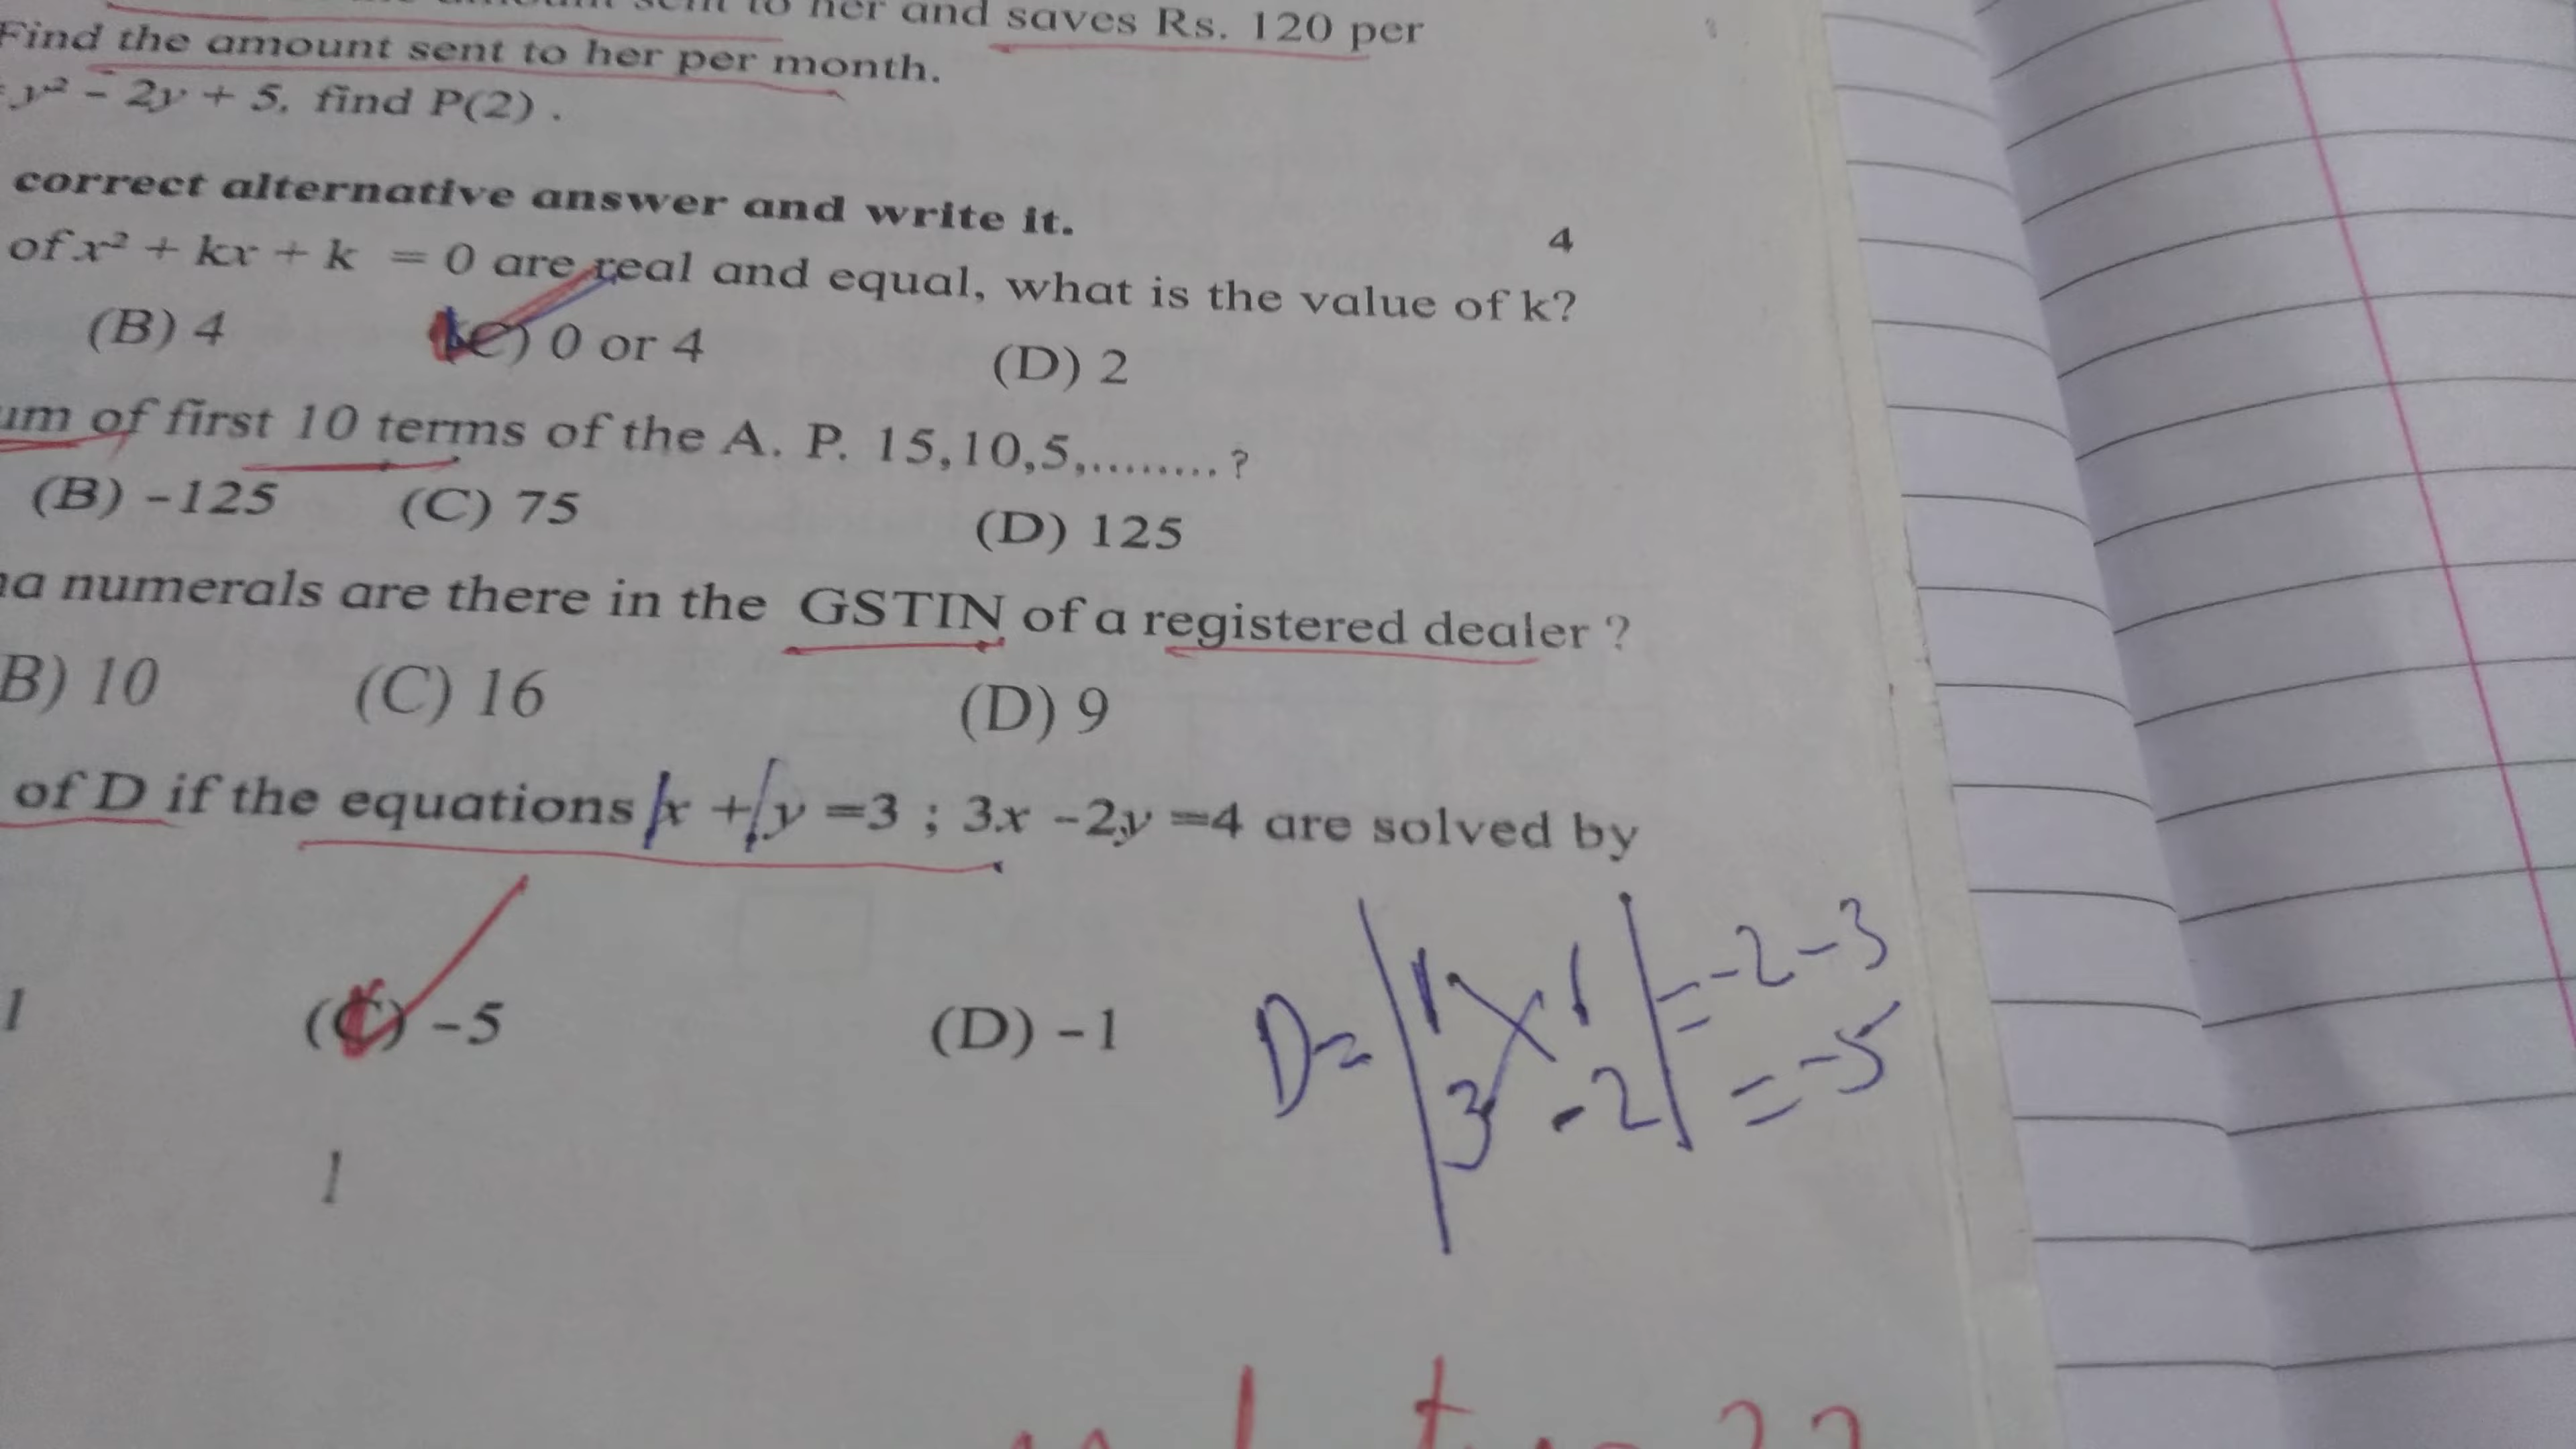 sent to her and saves Rs. 120 per
Find the amount sent to her per month.
y² - 2y + 5, find P(2) .
correct alternative answer and write it.
4
of x² + kx + k = 0 are real and equal, what is the value of k?
(B) 4 (C) 0 or 4 (D) 2
of first 10 terms of the A. P. 15,10,5,........?
(B) -125 (C) 75 (D) 125
numerals are there in the GSTIN of a registered dealer ?
B) 10 (C) 16 (D) 9
of D if the equations x + y =3 ; 3x -2y =4 are solved by
1 (C) -5 (D) -1
D= | 1 1 | = -2-3
3 -2 = -5
1